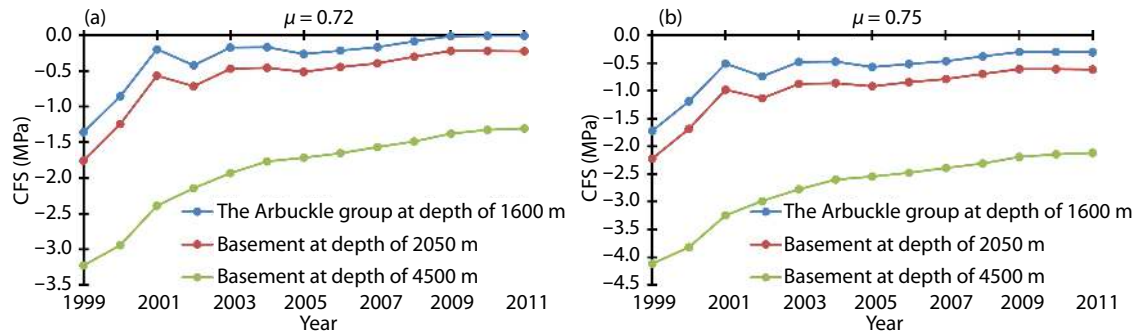 (a)
μ = 0.72
CFS (MPa)
0.0
−0.5
−1.0
−1.5
−2.0
−2.5
−3.0
−3.5
The Arbuckle group at depth of 1600 m
Basement at depth of 2050 m
Basement at depth of 4500 m
1999 2001 2003 2005 2007 2009 2011
Year
(b)
μ = 0.75
CFS (MPa)
0.0
−0.5
−1.0
−1.5
−2.0
−2.5
−3.0
−3.5
−4.0
−4.5
The Arbuckle group at depth of 1600 m
Basement at depth of 2050 m
Basement at depth of 4500 m
1999 2001 2003 2005 2007 2009 2011
Year